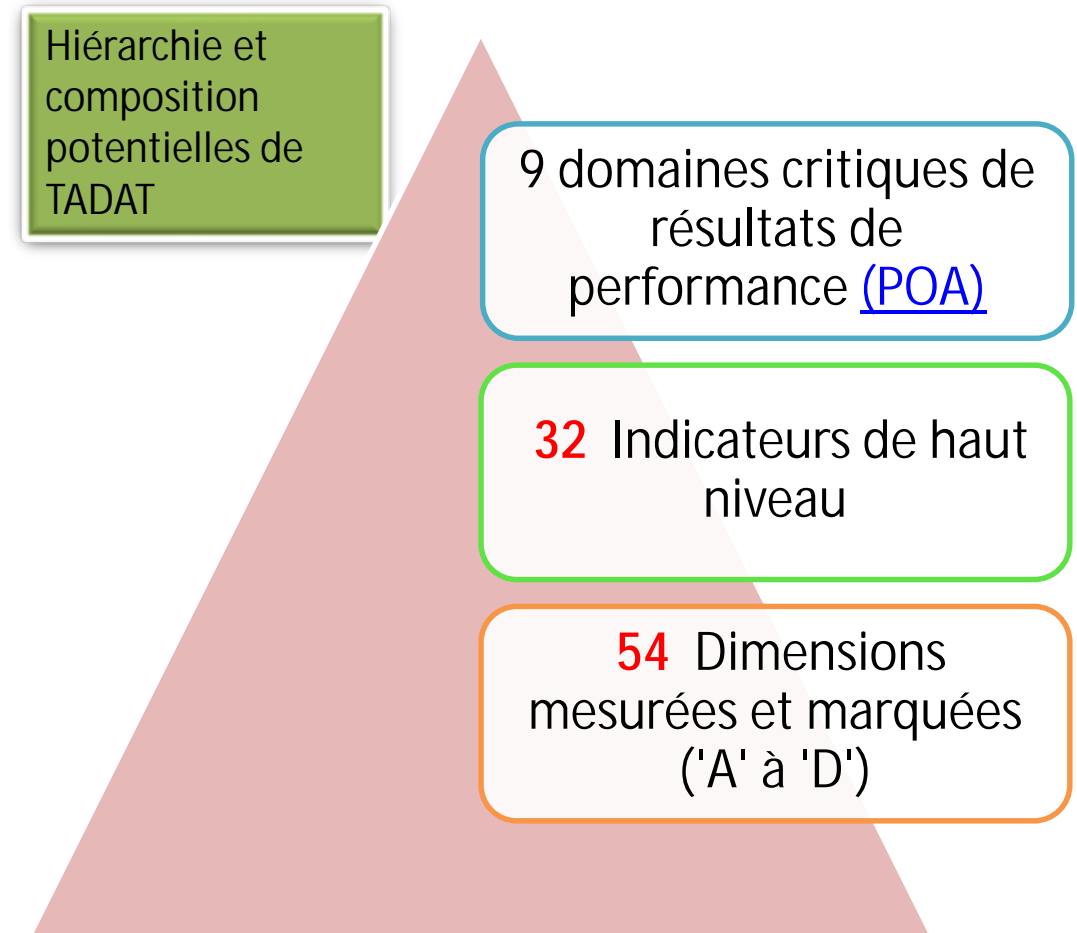 Hiérarchie et
composition
potentielles de
TADAT
9 domaines critiques de
résultats de
performance (POA)
32 Indicateurs de haut
niveau
54 Dimensions
mesurées et marquées
('A' à 'D')